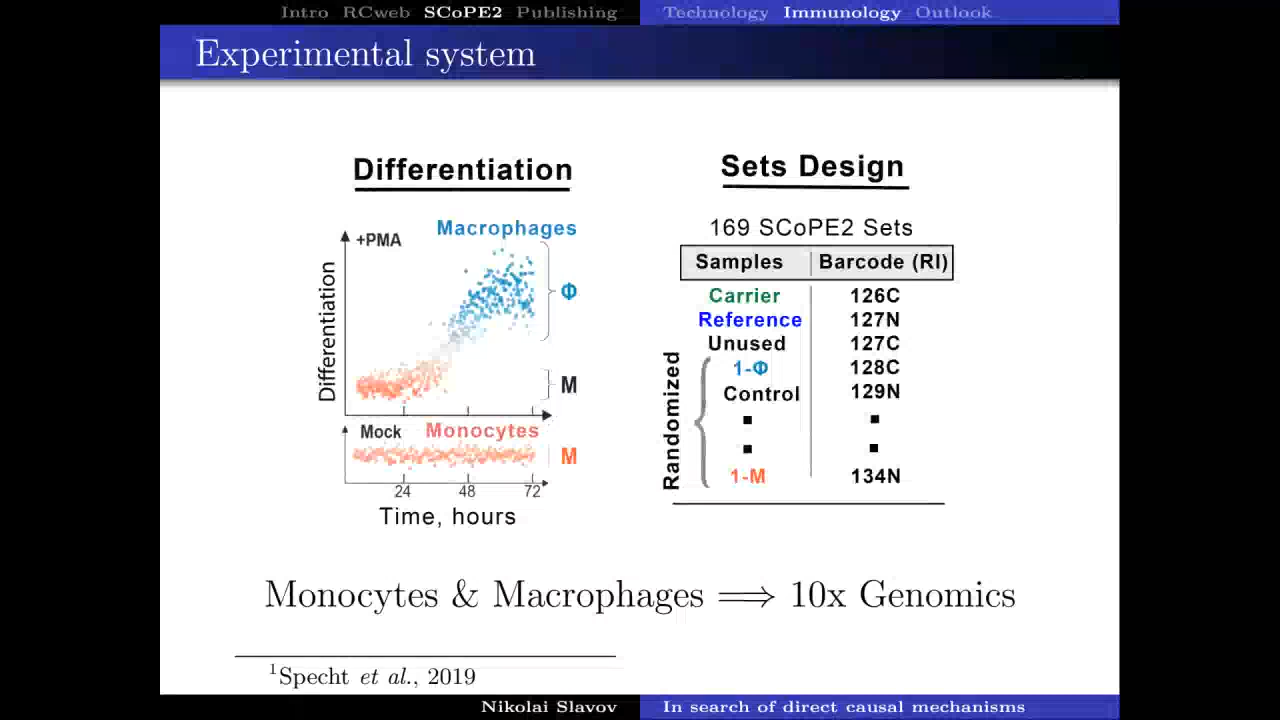 Intro RCweb SCoPE2 Publishing Technology Immunology Outlook
Experimental system
Differentiation
+PMA
Macrophages
Φ
M
Differentiation
Mock
Monocytes
M
24 48 72
Time, hours
Sets Design
169 SCoPE2 Sets
Samples Barcode (RI)
Carrier 126C
Reference 127N
Unused 127C
1-Φ 128C
Control 129N
1-M 134N
Randomized
Monocytes & Macrophages ⟹ 10x Genomics
1Specht et al., 2019
Nikolai Slavov In search of direct causal mechanisms